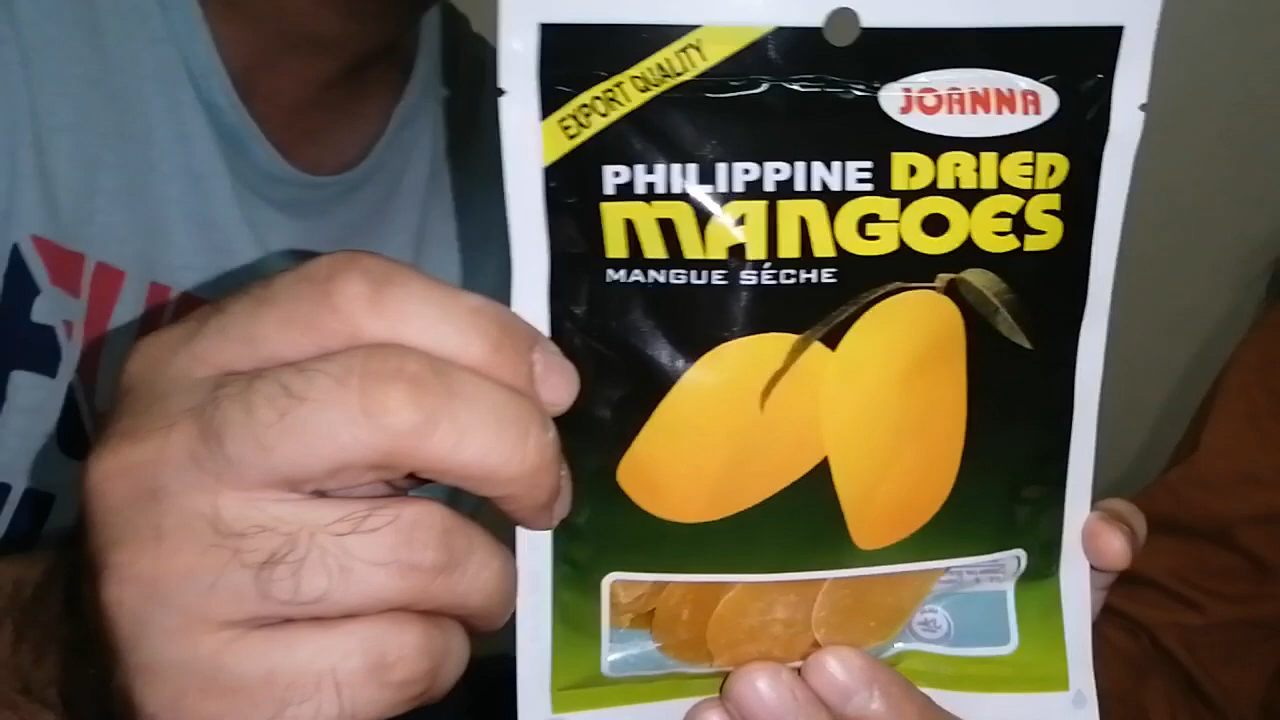 EXPORT QUALITY
JOANNA
PHILIPPINE DRIED
MANGOES
MANGUE SÉCHE